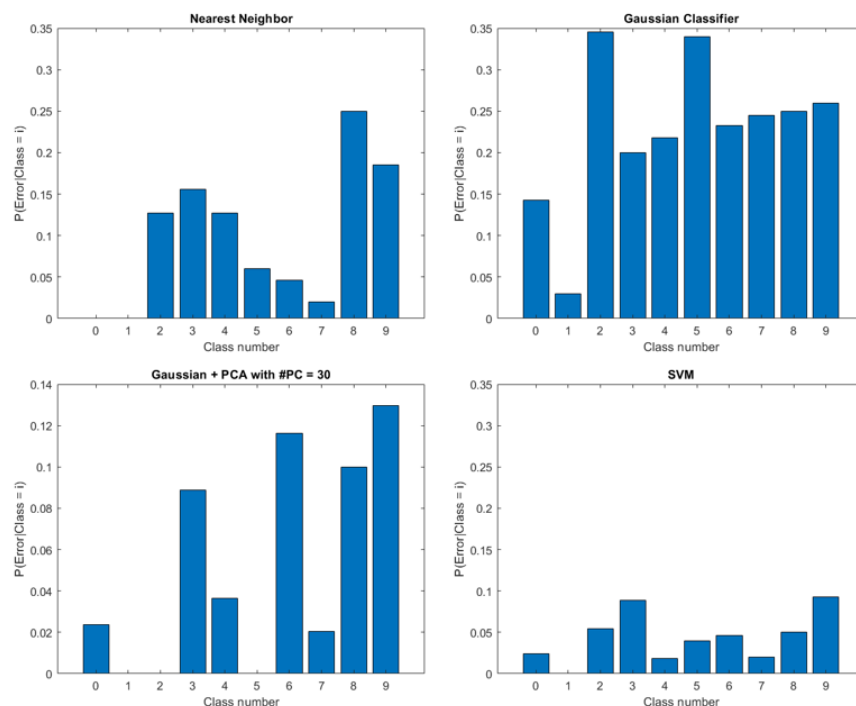 Nearest Neighbor
0.35
0.3
0.25
0.2
0.15
0.1
0.05
0
P(Error|Class = i)
0 1 2 3 4 5 6 7 8 9
Class number
Gaussian Classifier
0.35
0.3
0.25
0.2
0.15
0.1
0.05
0
P(Error|Class = i)
0 1 2 3 4 5 6 7 8 9
Class number
Gaussian + PCA with #PC = 30
0.14
0.12
0.1
0.08
0.06
0.04
0.02
0
P(Error|Class = i)
0 1 2 3 4 5 6 7 8 9
Class number
SVM
0.35
0.3
0.25
0.2
0.15
0.1
0.05
0
P(Error|Class = i)
0 1 2 3 4 5 6 7 8 9
Class number